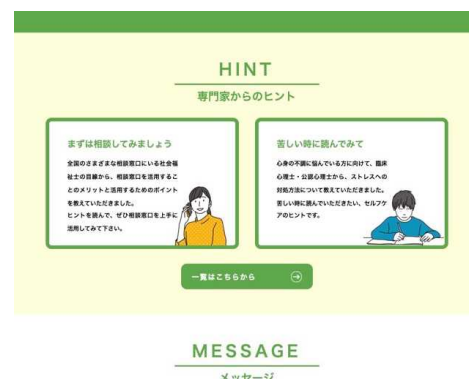 HINT
専門家からのヒント
まずは相談してみましょう
全国のさまざまな相談窓口にいる社会福
祉士の目線から、相談窓口を活用するこ
とのメリットと活用するためのポイント
を教えていただきました。
ヒントを読んで、ぜひ相談窓口を上手に
活用してみて下さい。
苦しい時に読んでみて
心身の不調に悩んでいる方に向けて、臨床
心理士・公認心理士から、ストレスへの
対処方法について教えていただきました。
苦しい時に読んでいただきたい、セルフケ
アのヒントです。
一覧はこちらから
MESSAGE
メッセージ